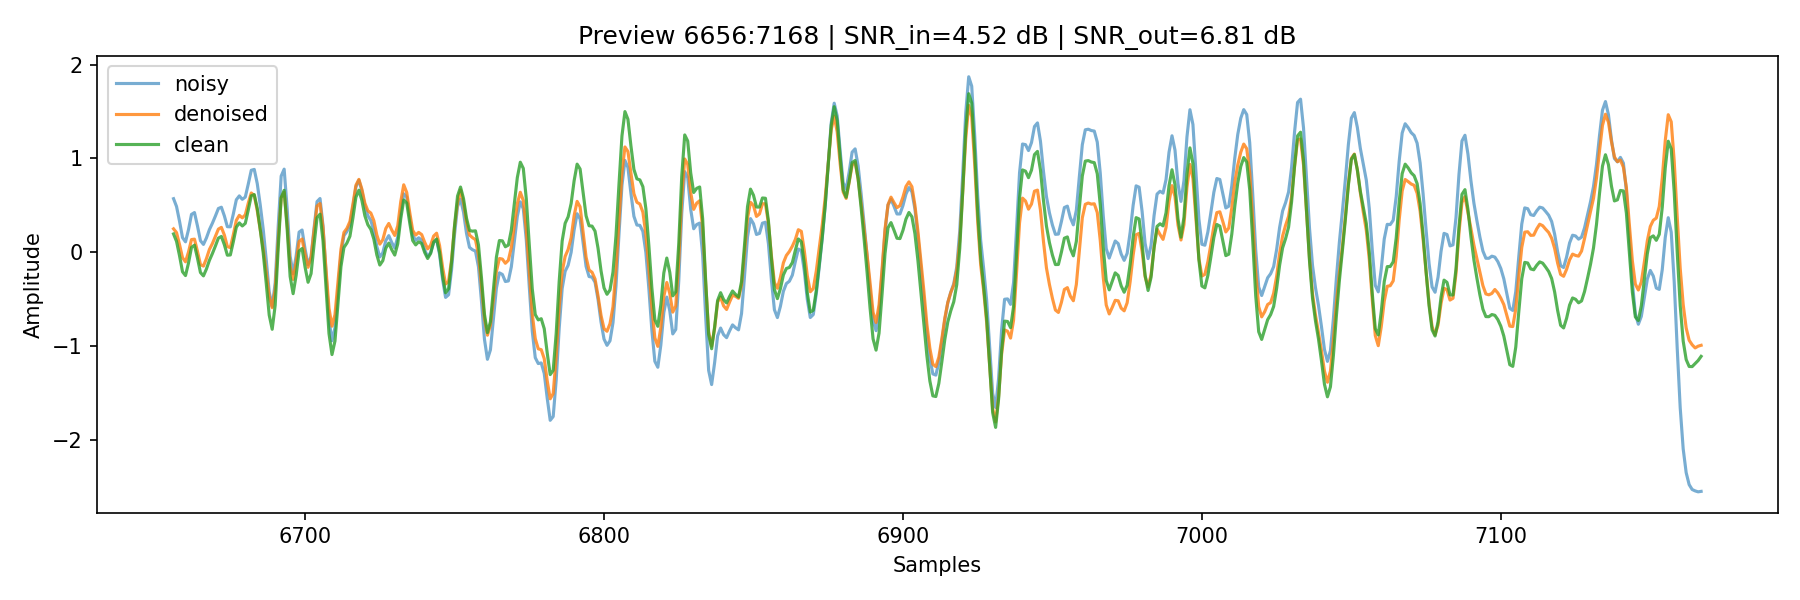 Preview 6656:7168 | SNR_in=4.52 dB | SNR_out=6.81 dB
noisy
denoised
clean
Amplitude
2
1
0
−1
−2
6700 6800 6900 7000 7100
Samples